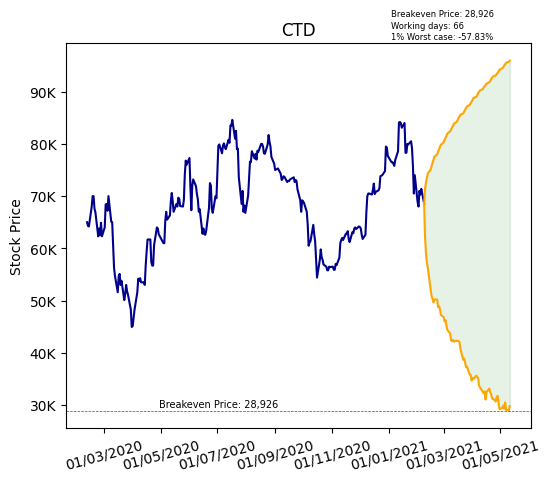 Breakeven Price: 28,926
Working days: 66
1% Worst case: -57.83%
CTD
Stock Price
90K
80K
70K
60K
50K
40K
30K
Breakeven Price: 28,926
01/03/2020
01/05/2020
01/07/2020
01/09/2020
01/11/2020
01/01/2021
01/03/2021
01/05/2021